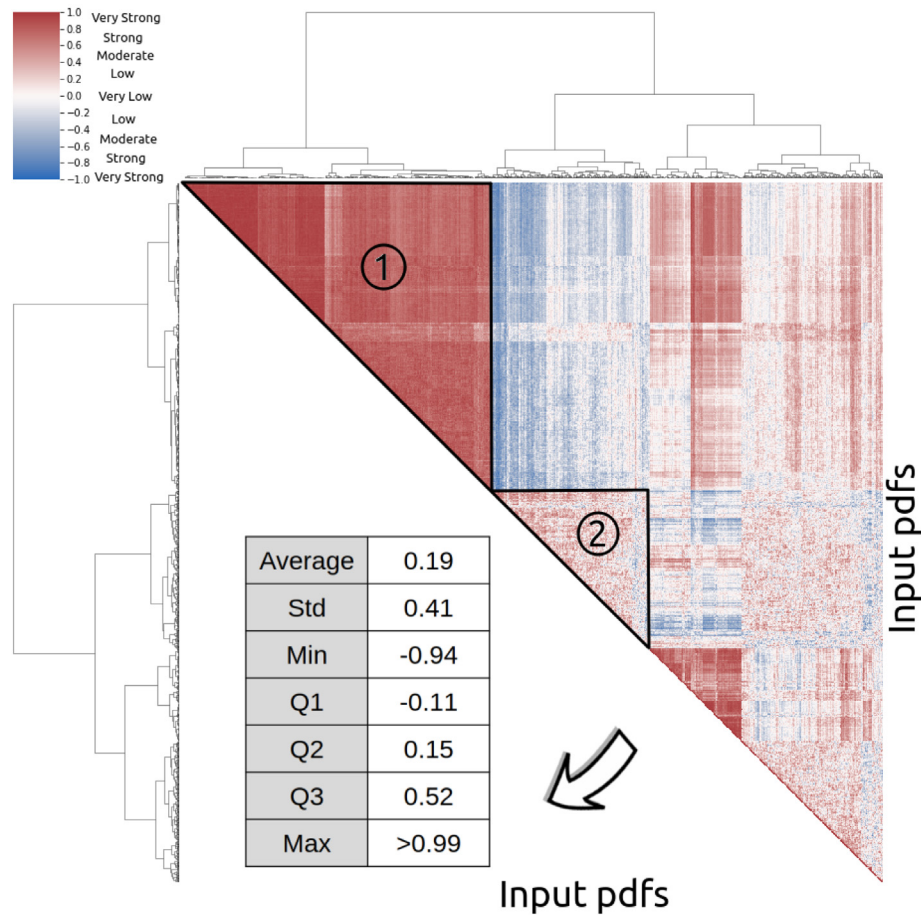 1.0 Very Strong
0.8 Strong
0.6 Moderate
0.4 Low
0.2
0.0 Very Low
−0.2
−0.4 Low
−0.6 Moderate
−0.8 Strong
−1.0 Very Strong
1
2
Average 0.19
Std 0.41
Min -0.94
Q1 -0.11
Q2 0.15
Q3 0.52
Max >0.99
Input pdfs
Input pdfs